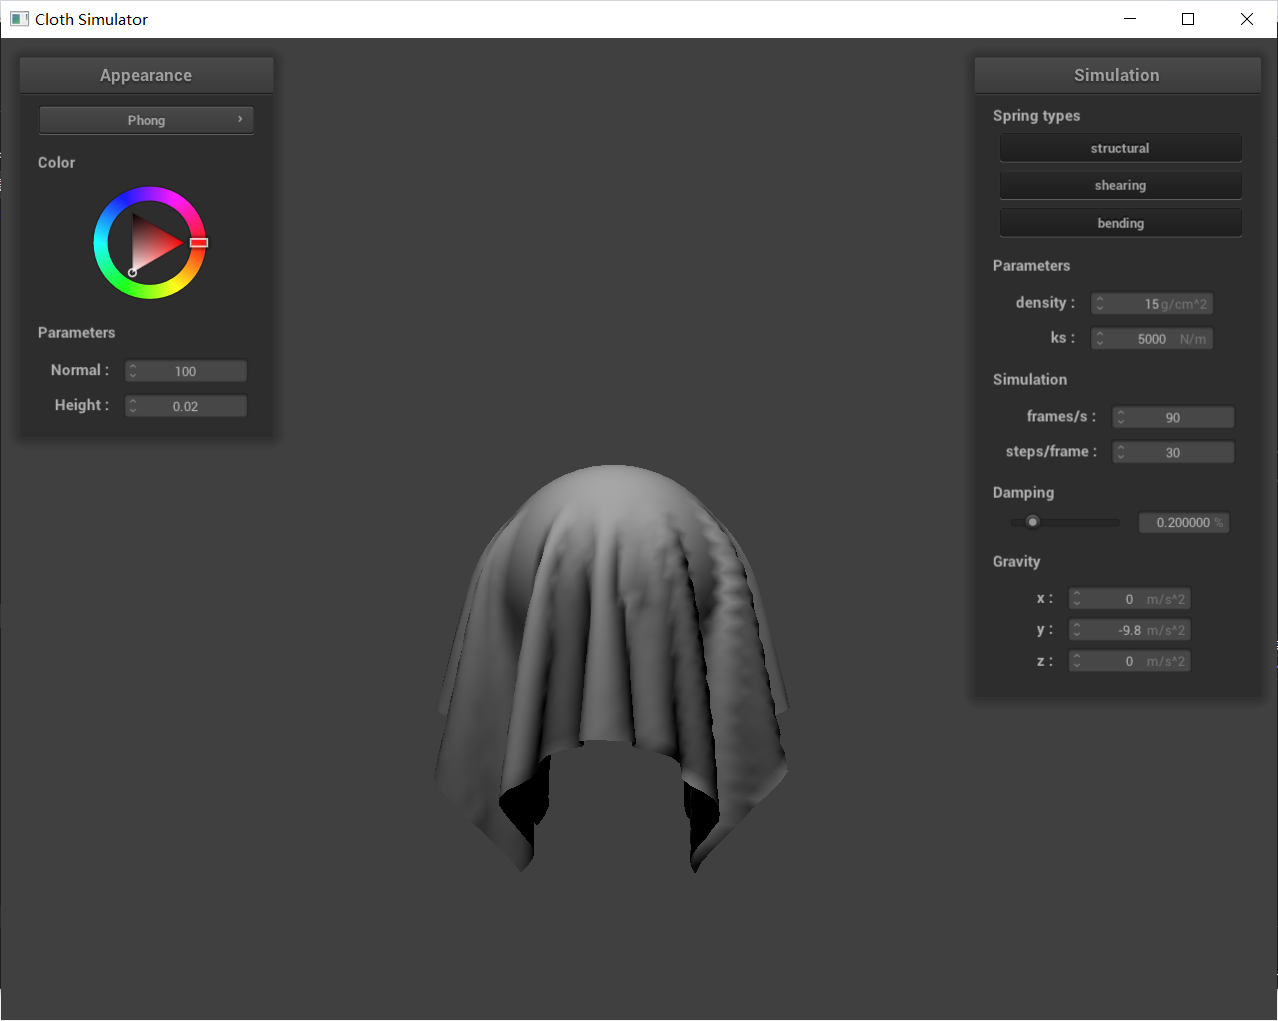 Cloth Simulator
Appearance
Phong
Color
Parameters
Normal : 100
Height : 0.02
Simulation
Spring types
structural
shearing
bending
Parameters
density : 15 g/cm^2
ks : 5000 N/m
Simulation
frames/s : 90
steps/frame : 30
Damping
0.200000 %
Gravity
x : 0 m/s^2
y : -9.8 m/s^2
z : 0 m/s^2